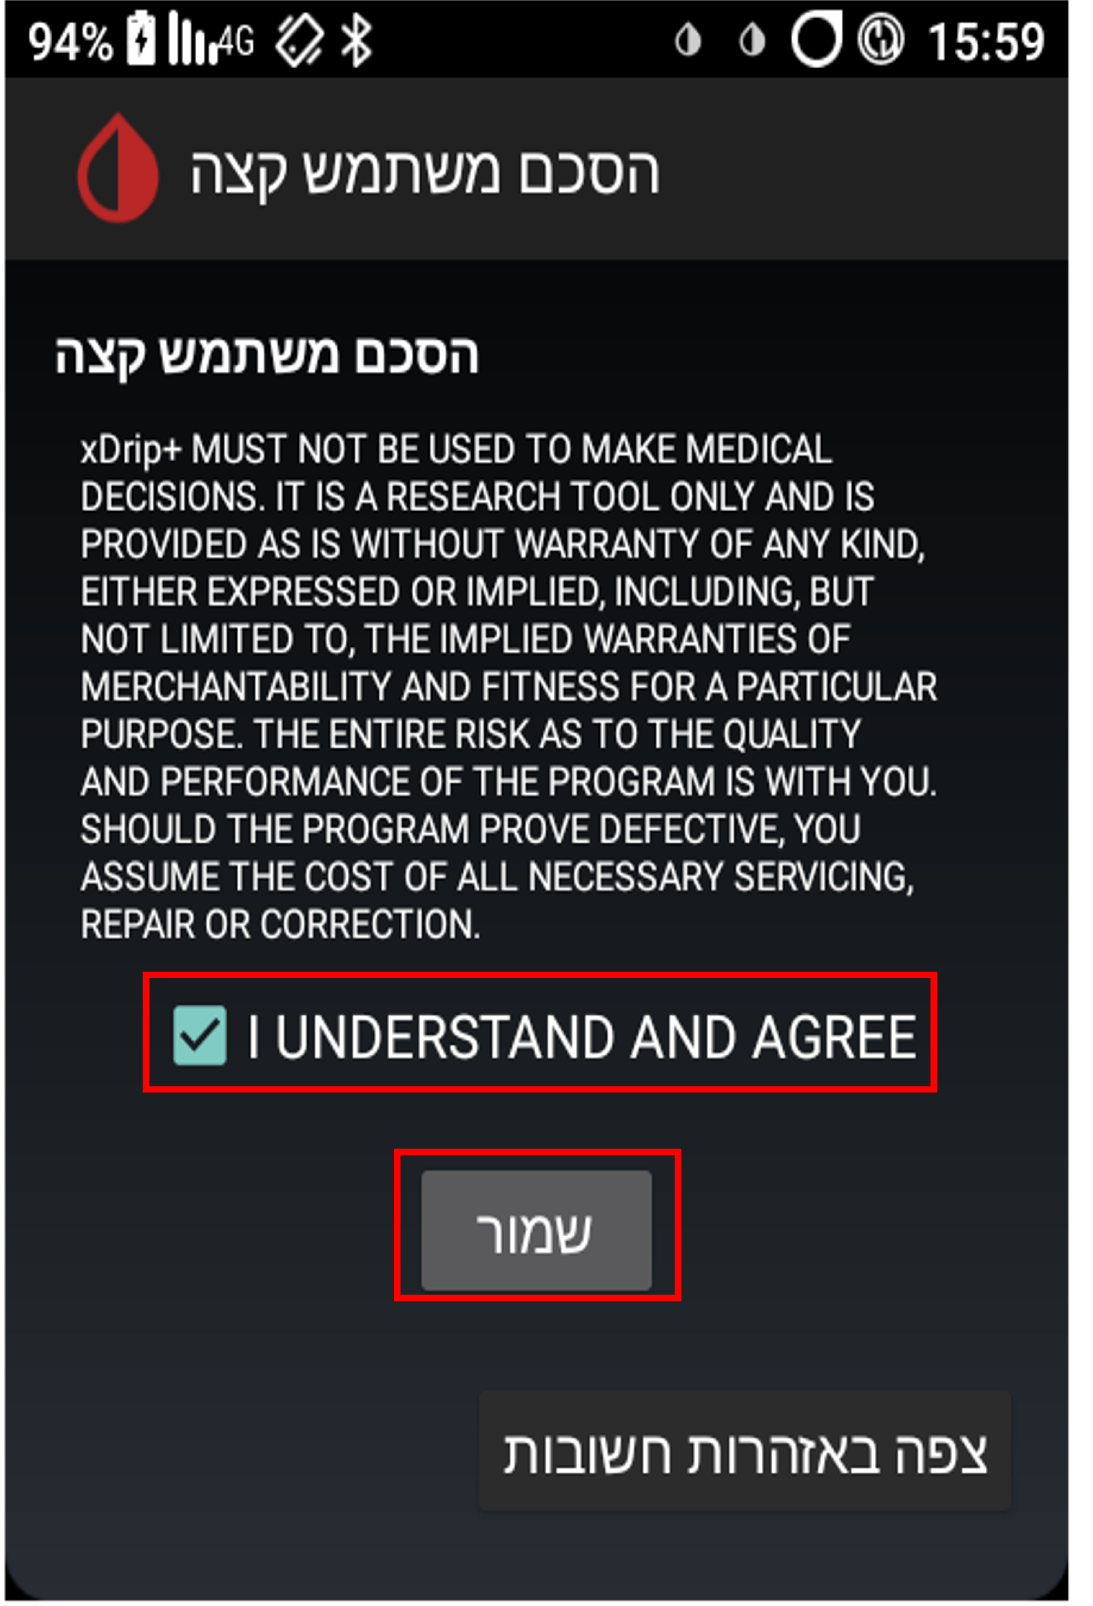 94% 4G 15:59
הסכם משתמש קצה
הסכם משתמש קצה
xDrip+ MUST NOT BE USED TO MAKE MEDICAL
DECISIONS. IT IS A RESEARCH TOOL ONLY AND IS
PROVIDED AS IS WITHOUT WARRANTY OF ANY KIND,
EITHER EXPRESSED OR IMPLIED, INCLUDING, BUT
NOT LIMITED TO, THE IMPLIED WARRANTIES OF
MERCHANTABILITY AND FITNESS FOR A PARTICULAR
PURPOSE. THE ENTIRE RISK AS TO THE QUALITY
AND PERFORMANCE OF THE PROGRAM IS WITH YOU.
SHOULD THE PROGRAM PROVE DEFECTIVE, YOU
ASSUME THE COST OF ALL NECESSARY SERVICING,
REPAIR OR CORRECTION.
I UNDERSTAND AND AGREE
שמור
צפה באזהרות חשובות